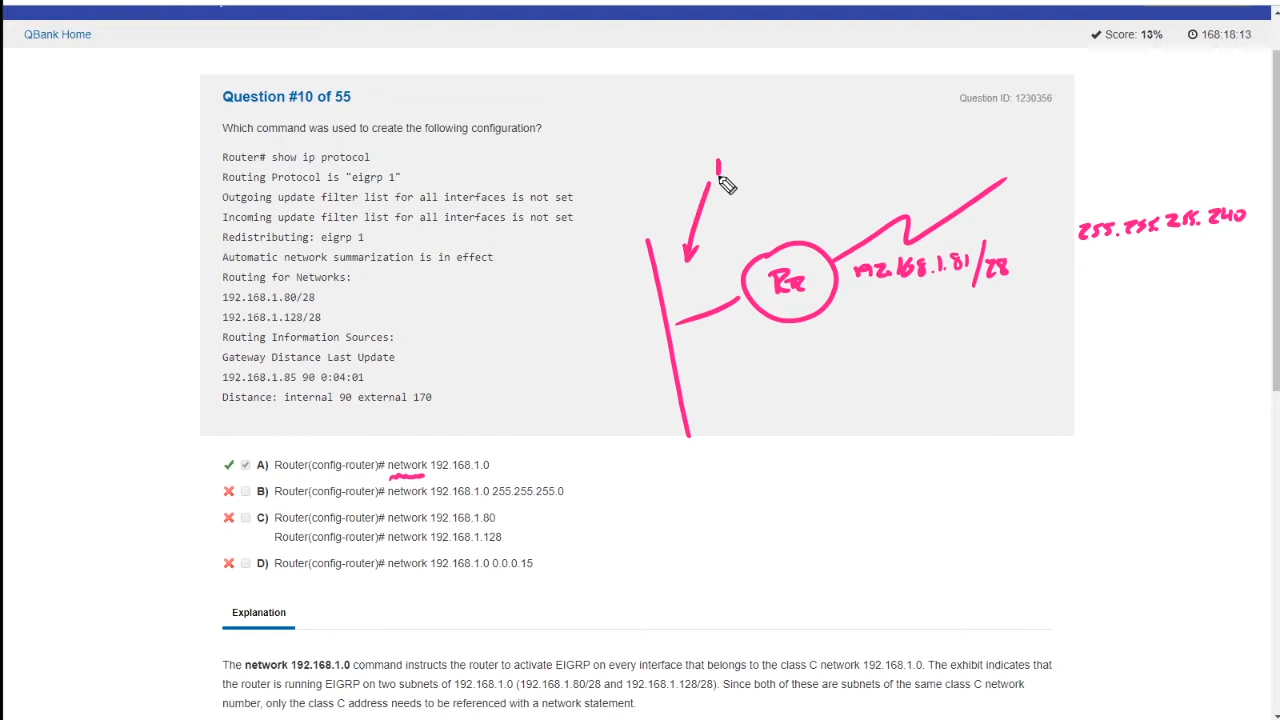 QBank Home
Score: 13%
168:18:13
Question #10 of 55
Question ID: 1230356
Which command was used to create the following configuration?
Router# show ip protocol
Routing Protocol is "eigrp 1"
Outgoing update filter list for all interfaces is not set
Incoming update filter list for all interfaces is not set
Redistributing: eigrp 1
Automatic network summarization is in effect
Routing for Networks:
192.168.1.80/28
192.168.1.128/28
Routing Information Sources:
Gateway Distance Last Update
192.168.1.85 90 0:04:01
Distance: internal 90 external 170
192.168.1.81/28
A) Router(config-router)# network 192.168.1.0
B) Router(config-router)# network 192.168.1.0 255.255.255.0
C) Router(config-router)# network 192.168.1.80
Router(config-router)# network 192.168.1.128
D) Router(config-router)# network 192.168.1.0 0.0.0.15
Explanation
The network 192.168.1.0 command instructs the router to activate EIGRP on every interface that belongs to the class C network 192.168.1.0. The exhibit indicates that
the router is running EIGRP on two subnets of 192.168.1.0 (192.168.1.80/28 and 192.168.1.128/28). Since both of these are subnets of the same class C network
number, only the class C address needs to be referenced with a network statement.